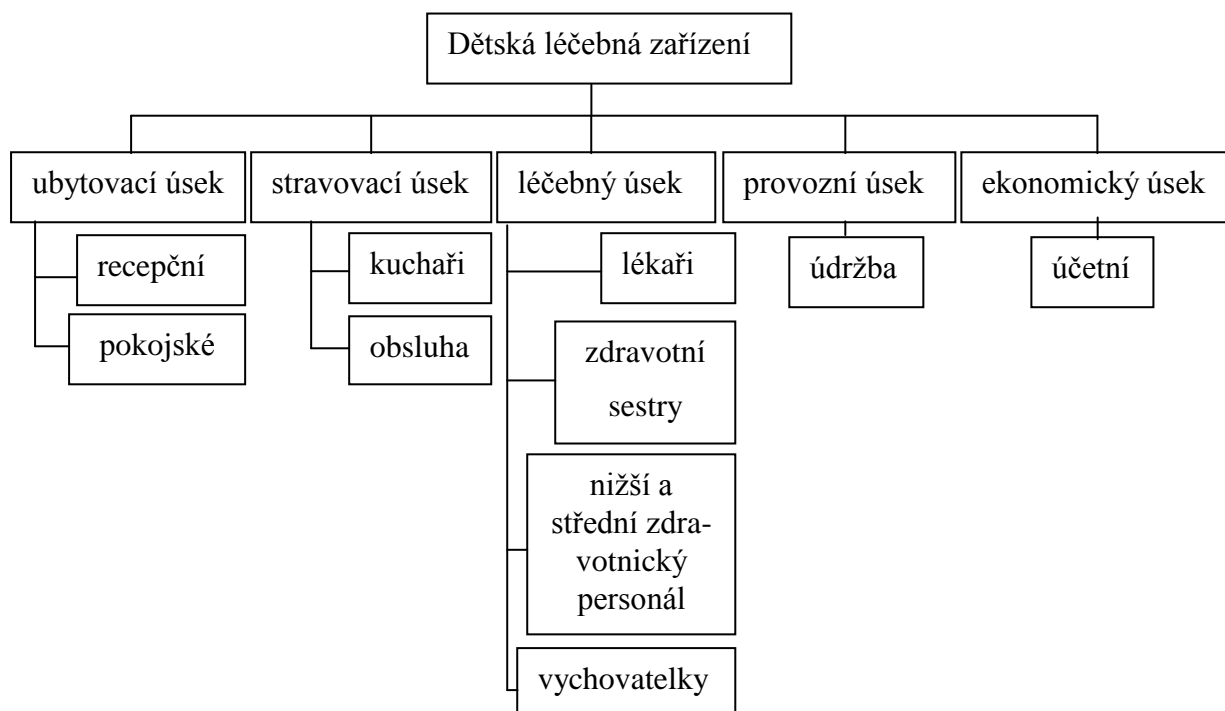 Dětská léčebná zařízení
ubytovací úsek
stravovací úsek
léčebný úsek
provozní úsek
ekonomický úsek
recepční
kuchaři
lékaři
údržba
účetní
pokojské
obsluha
zdravotní
sestry
nižší a
střední zdra-
votnický
personál
vychovatelky